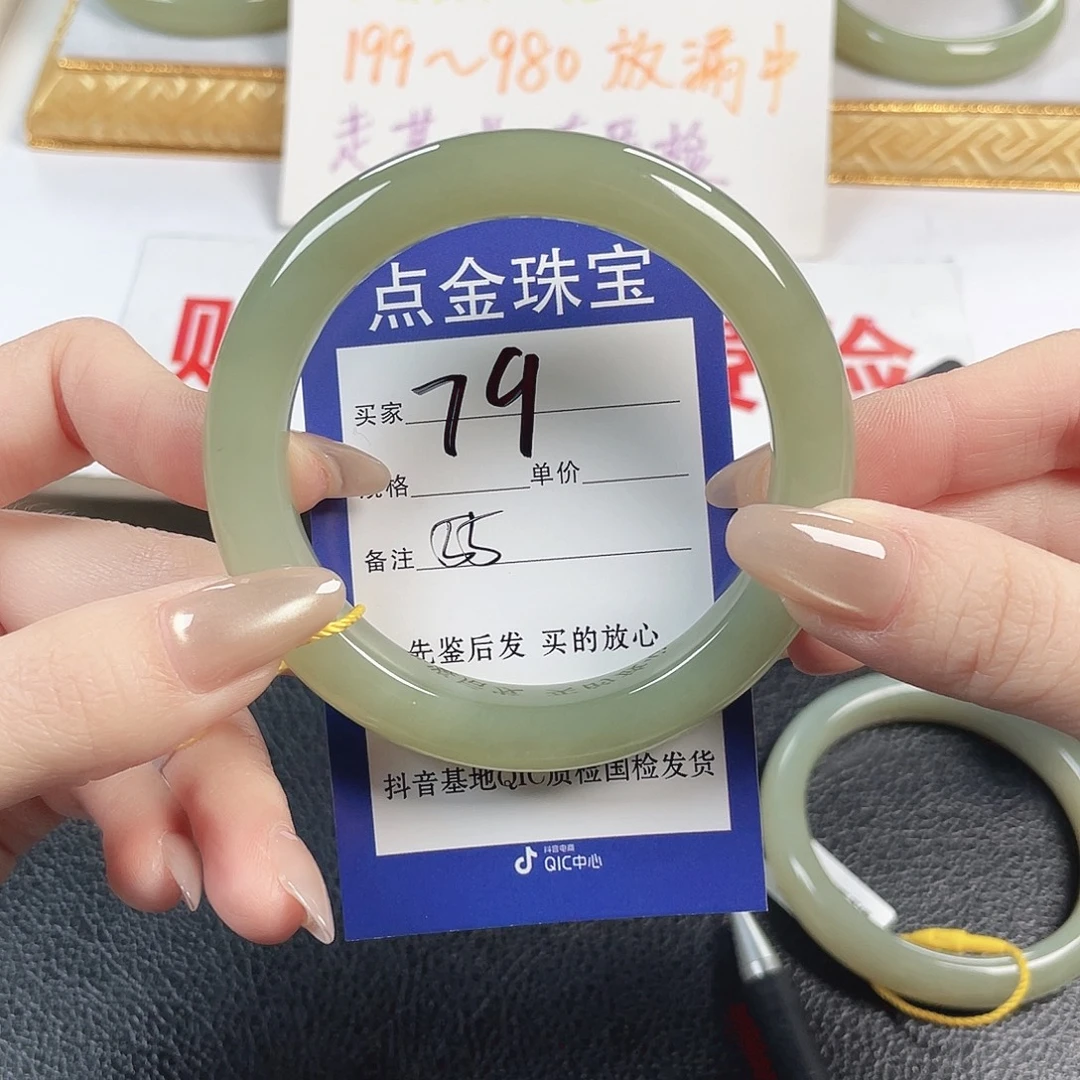 199~980 放漏中
点金珠宝
买家 79
格 单价
备注 55
先鉴后发 买的放心
抖音基地QIC质检国检发货
抖音电商
QIC中心